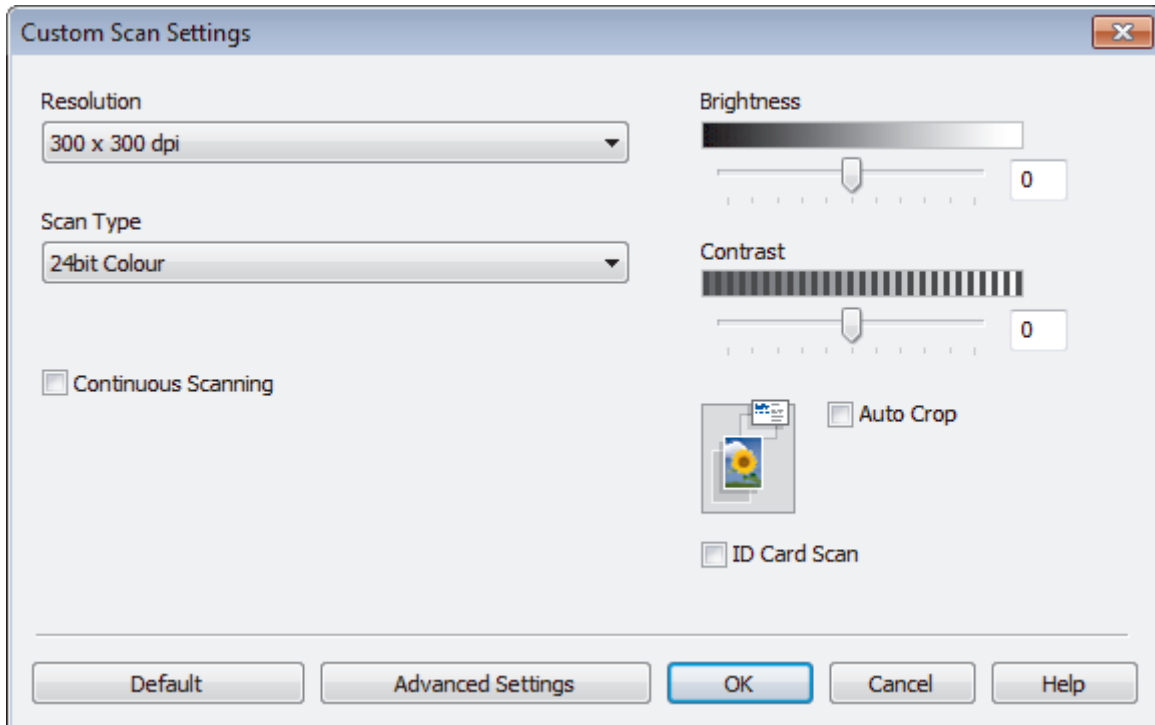 Custom Scan Settings
Resolution
300 x 300 dpi
Scan Type
24bit Colour
Continuous Scanning
Brightness
0
Contrast
0
Auto Crop
ID Card Scan
Default
Advanced Settings
OK
Cancel
Help